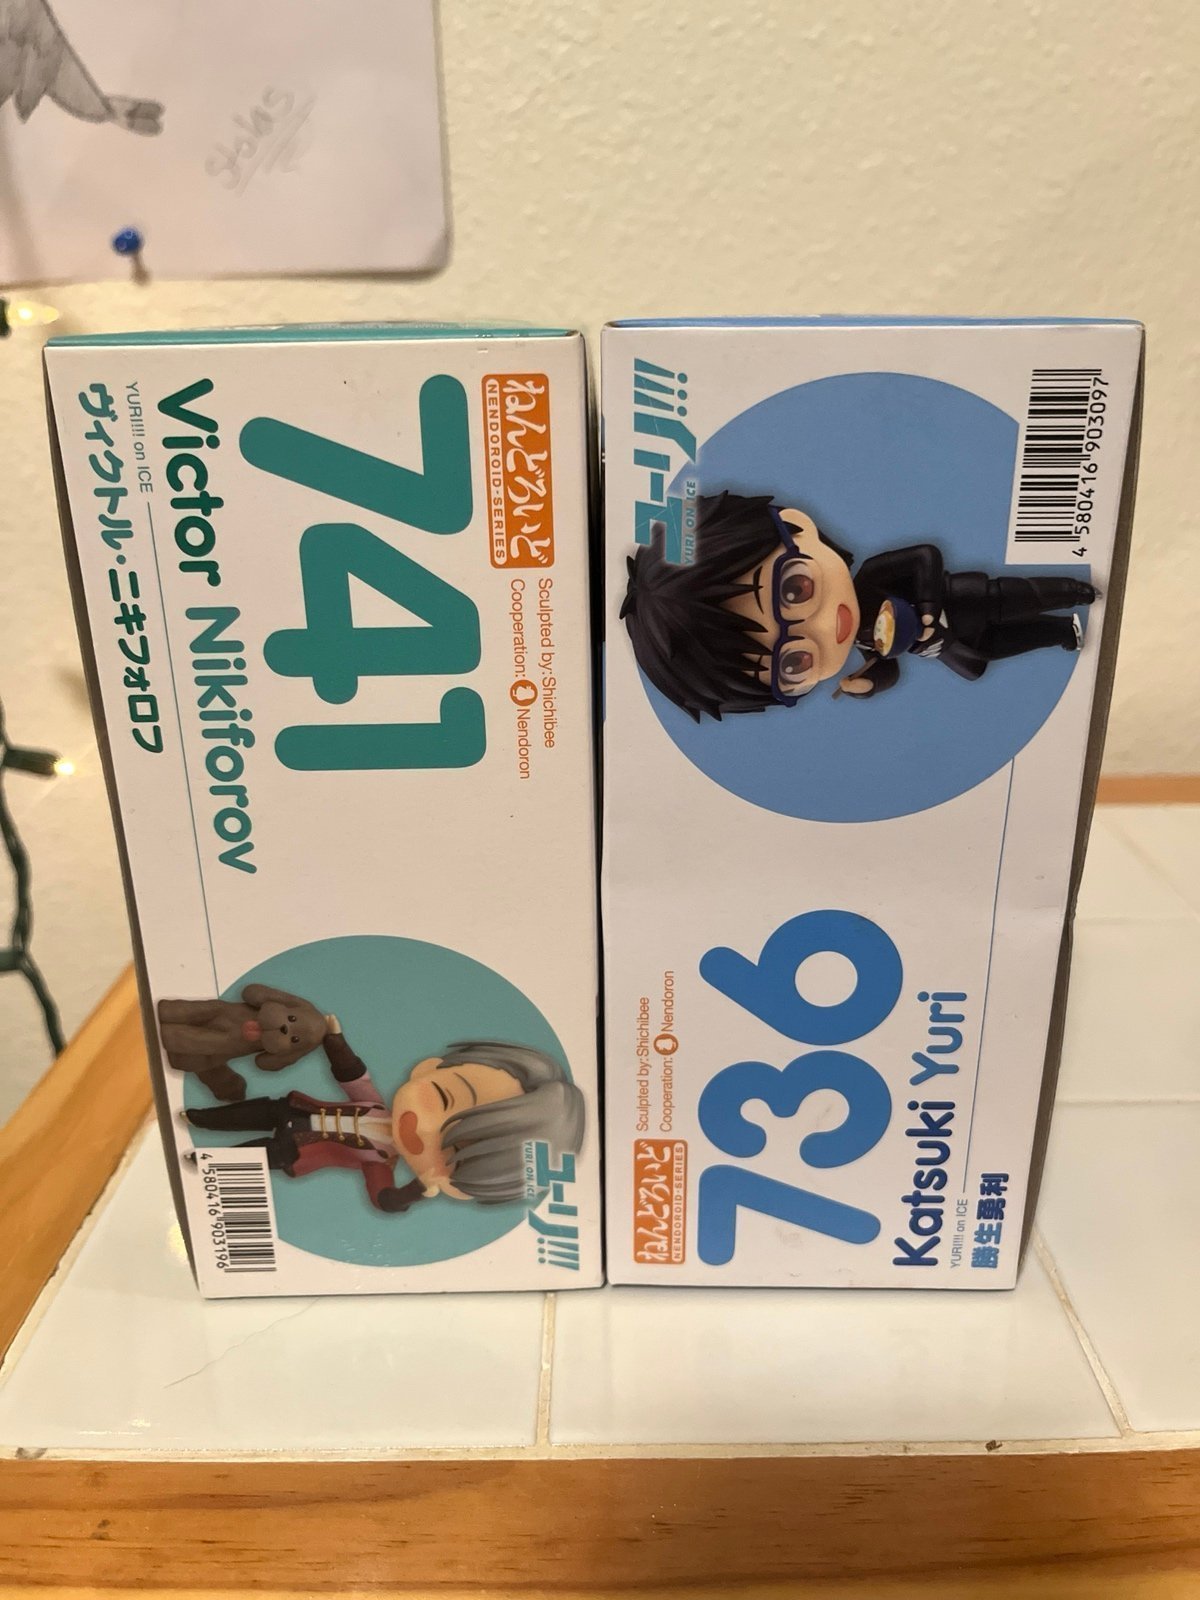 Stolas
ねんどろいど
NENDOROID-SERIES
Sculpted by:Shichibee
Cooperation: Nendoron
741
Victor Nikiforov
YURI!!! on ICE
ヴィクトル・ニキフォロフ
ユーリ!!!
YURI ON ICE
4 580416 903196
ユーリ!!!
YURI ON ICE
4 580416 903097
ねんどろいど
NENDOROID-SERIES
Sculpted by:Shichibee
Cooperation: Nendoron
736
Katsuki Yuri
YURI!!! on ICE
勝生勇利